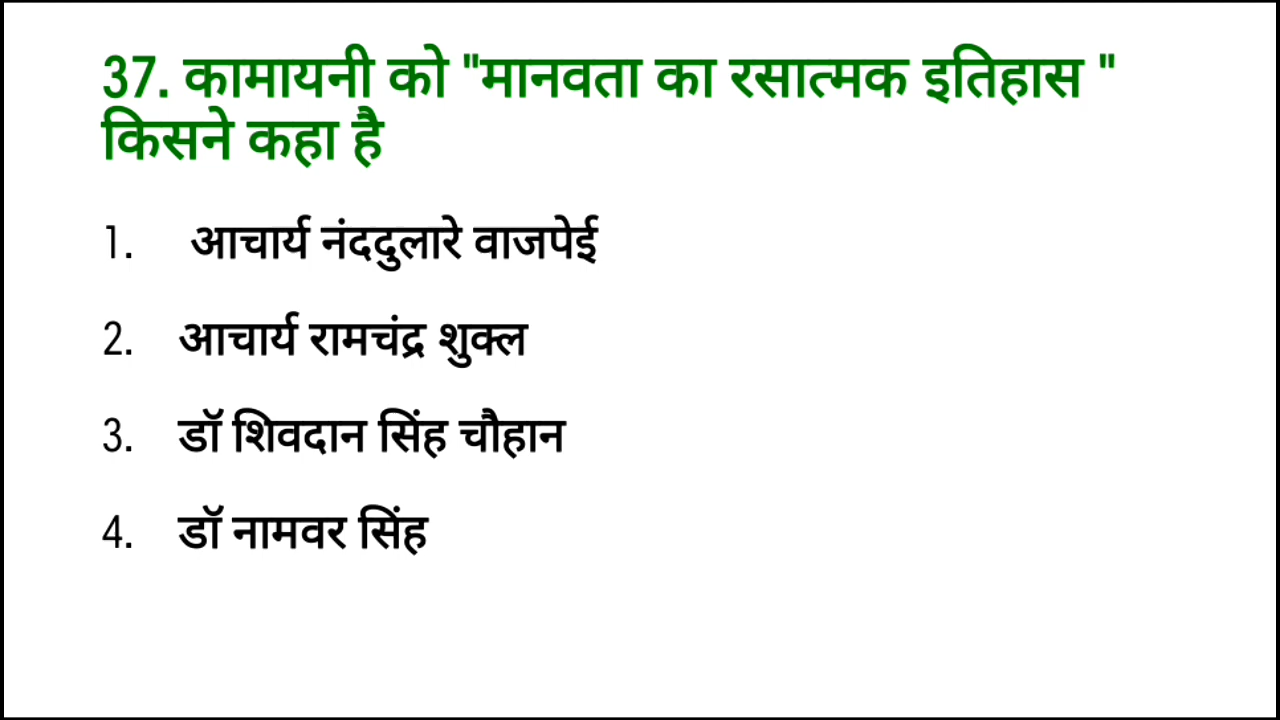 37. कामायनी को "मानवता का रसात्मक इतिहास "
किसने कहा है
1. आचार्य नंददुलारे वाजपेई
2. आचार्य रामचंद्र शुक्ल
3. डॉ शिवदान सिंह चौहान
4. डॉ नामवर सिंह